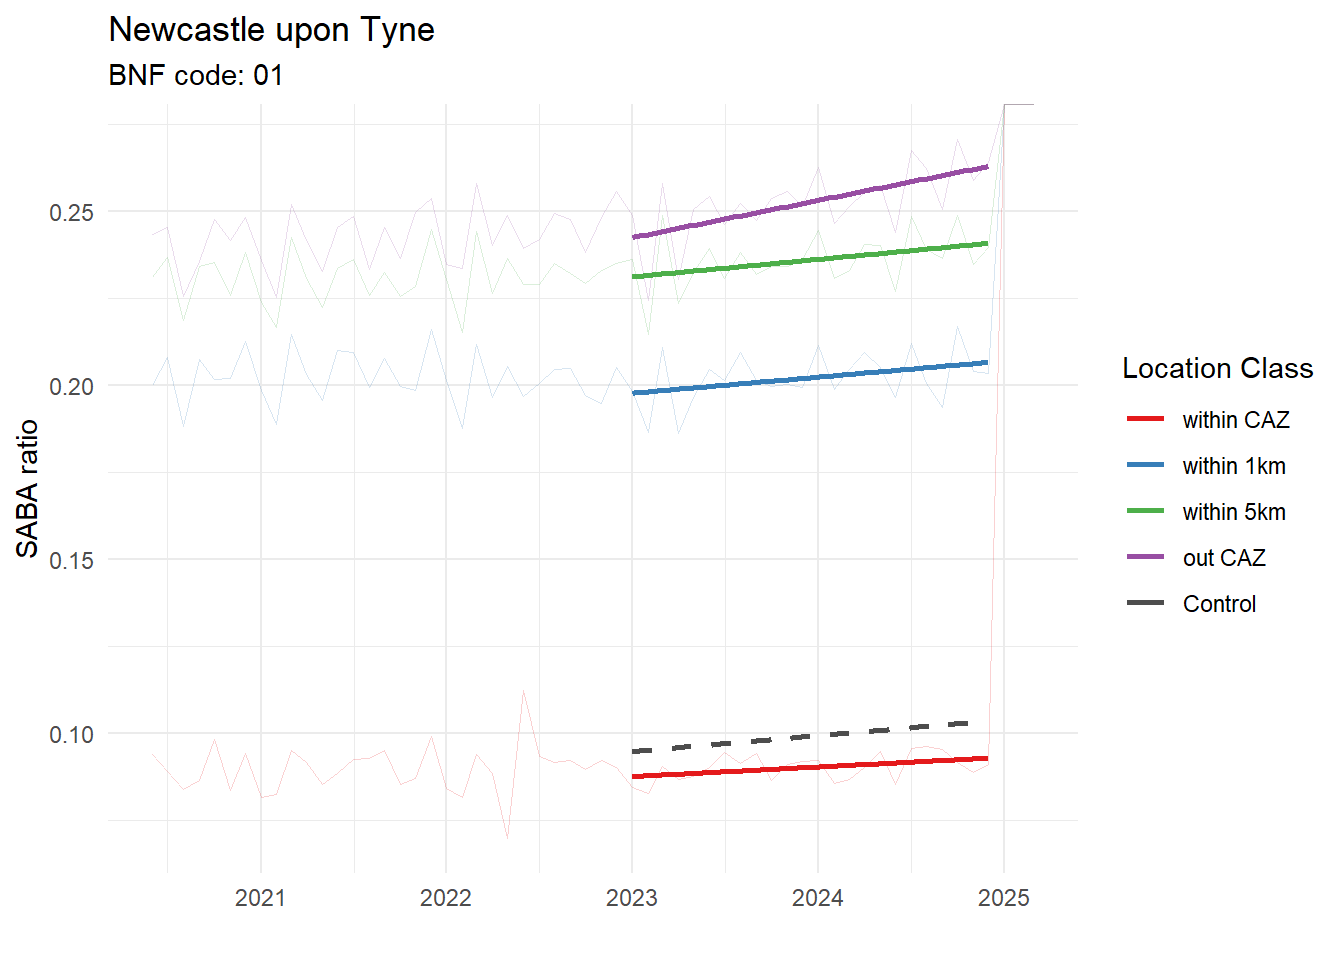 Newcastle upon Tyne
BNF code: 01
SABA ratio
0.25
0.20
0.15
0.10
2021
2022
2023
2024
2025
Location Class
within CAZ
within 1km
within 5km
out CAZ
Control